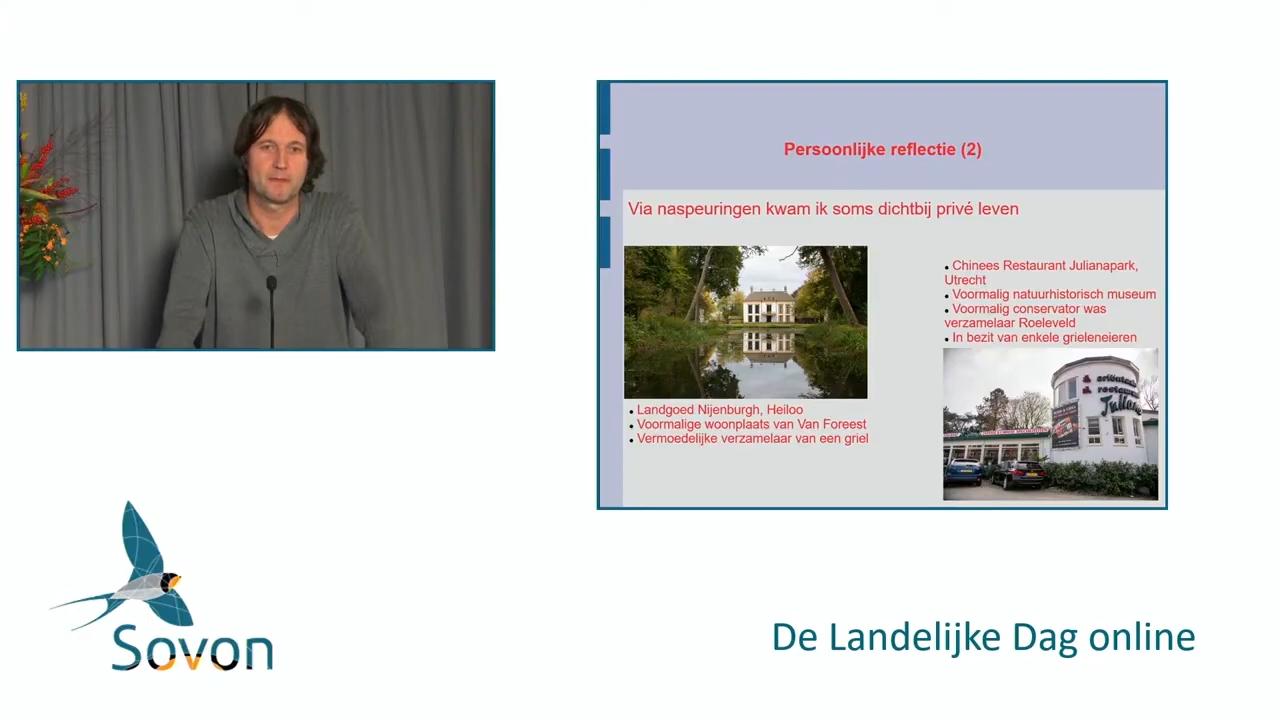 Persoonlijke reflectie (2)
Via naspeuringen kwam ik soms dichtbij privé leven
• Landgoed Nijenburgh, Heiloo
• Voormalige woonplaats van Van Foreest
• Vermoedelijke verzamelaar van een griel
• Chinees Restaurant Julianapark,
Utrecht
• Voormalig natuurhistorisch museum
• Voormalig conservator was
verzamelaar Roeleveld
• In bezit van enkele grieleneieren
Sovon
De Landelijke Dag online